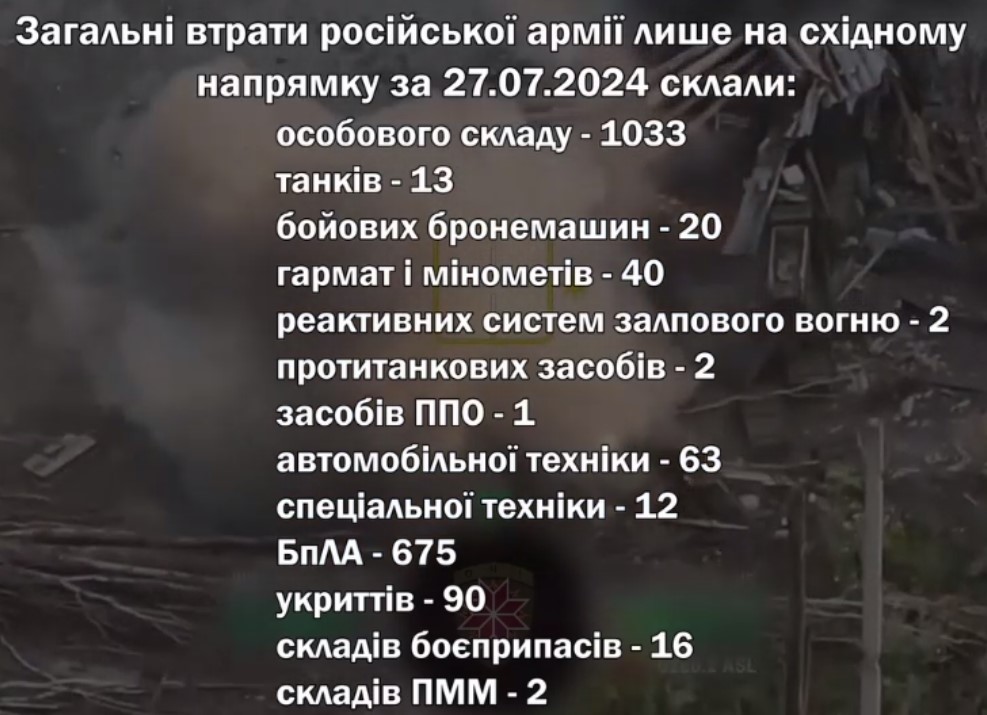 Загальні втрати російської армії лише на східному
напрямку за 27.07.2024 склали:
особового складу - 1033
танків - 13
бойових бронемашин - 20
гармат і мінометів - 40
реактивних систем залпового вогню - 2
протитанкових засобів - 2
засобів ППО - 1
автомобільної техніки - 63
спеціальної техніки - 12
БпЛА - 675
укриттів - 90
складів боєприпасів - 16
ASL
складів ПММ - 2